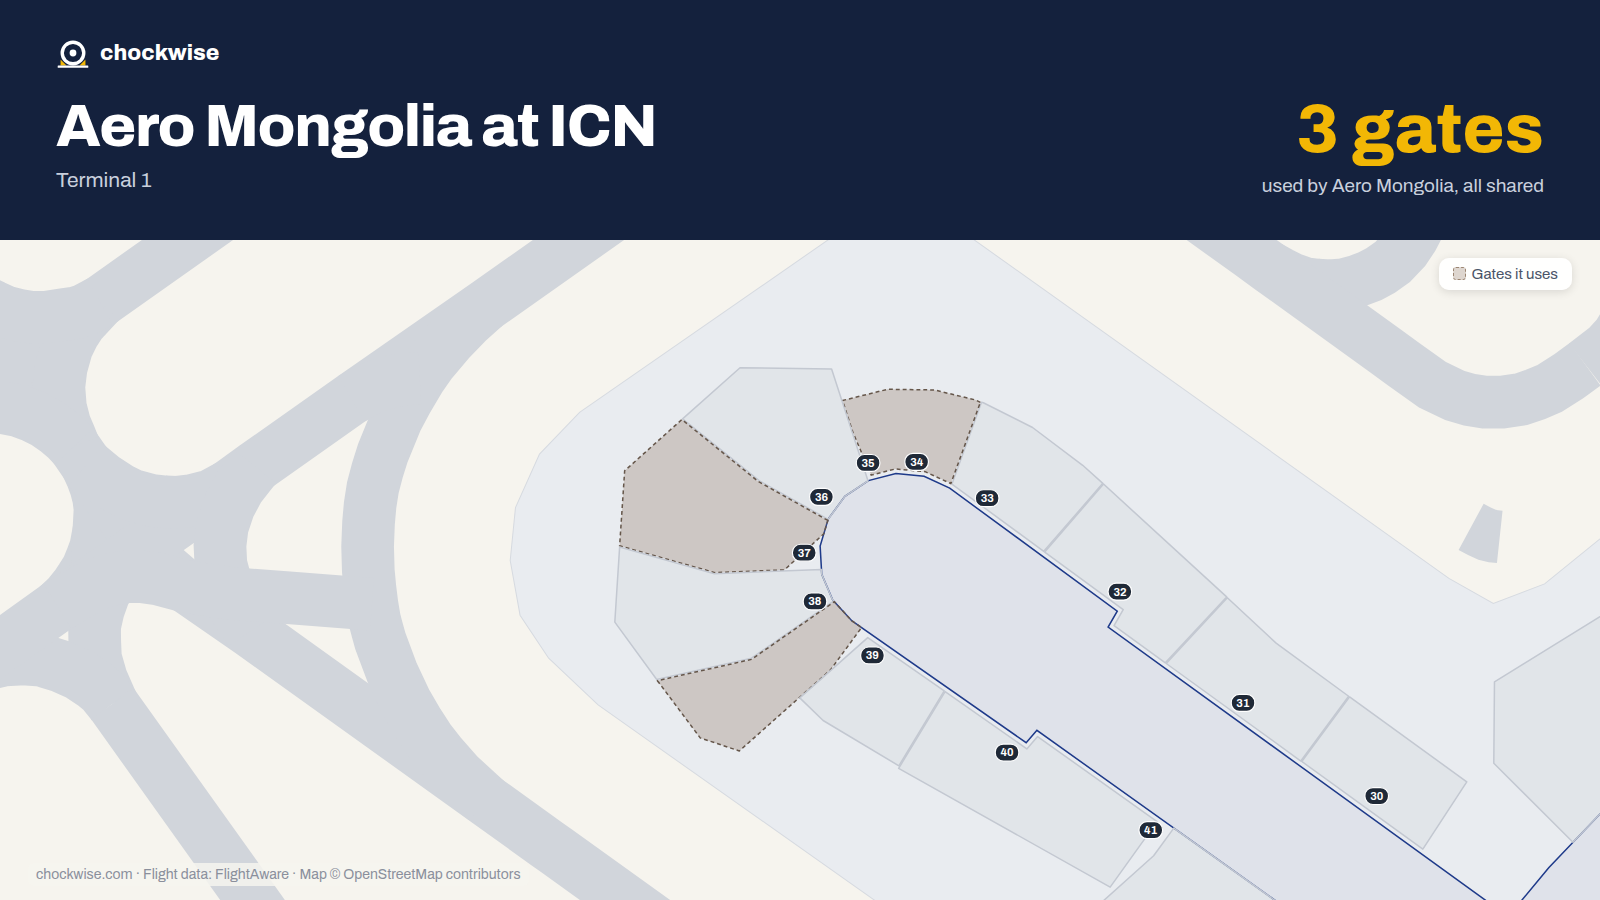 chockwise
Aero Mongolia at ICN
Terminal 1
3 gates
used by Aero Mongolia, all shared
Gates it uses
35
34
36
33
37
32
38
39
31
40
30
41
chockwise.com · Flight data: FlightAware · Map © OpenStreetMap contributors